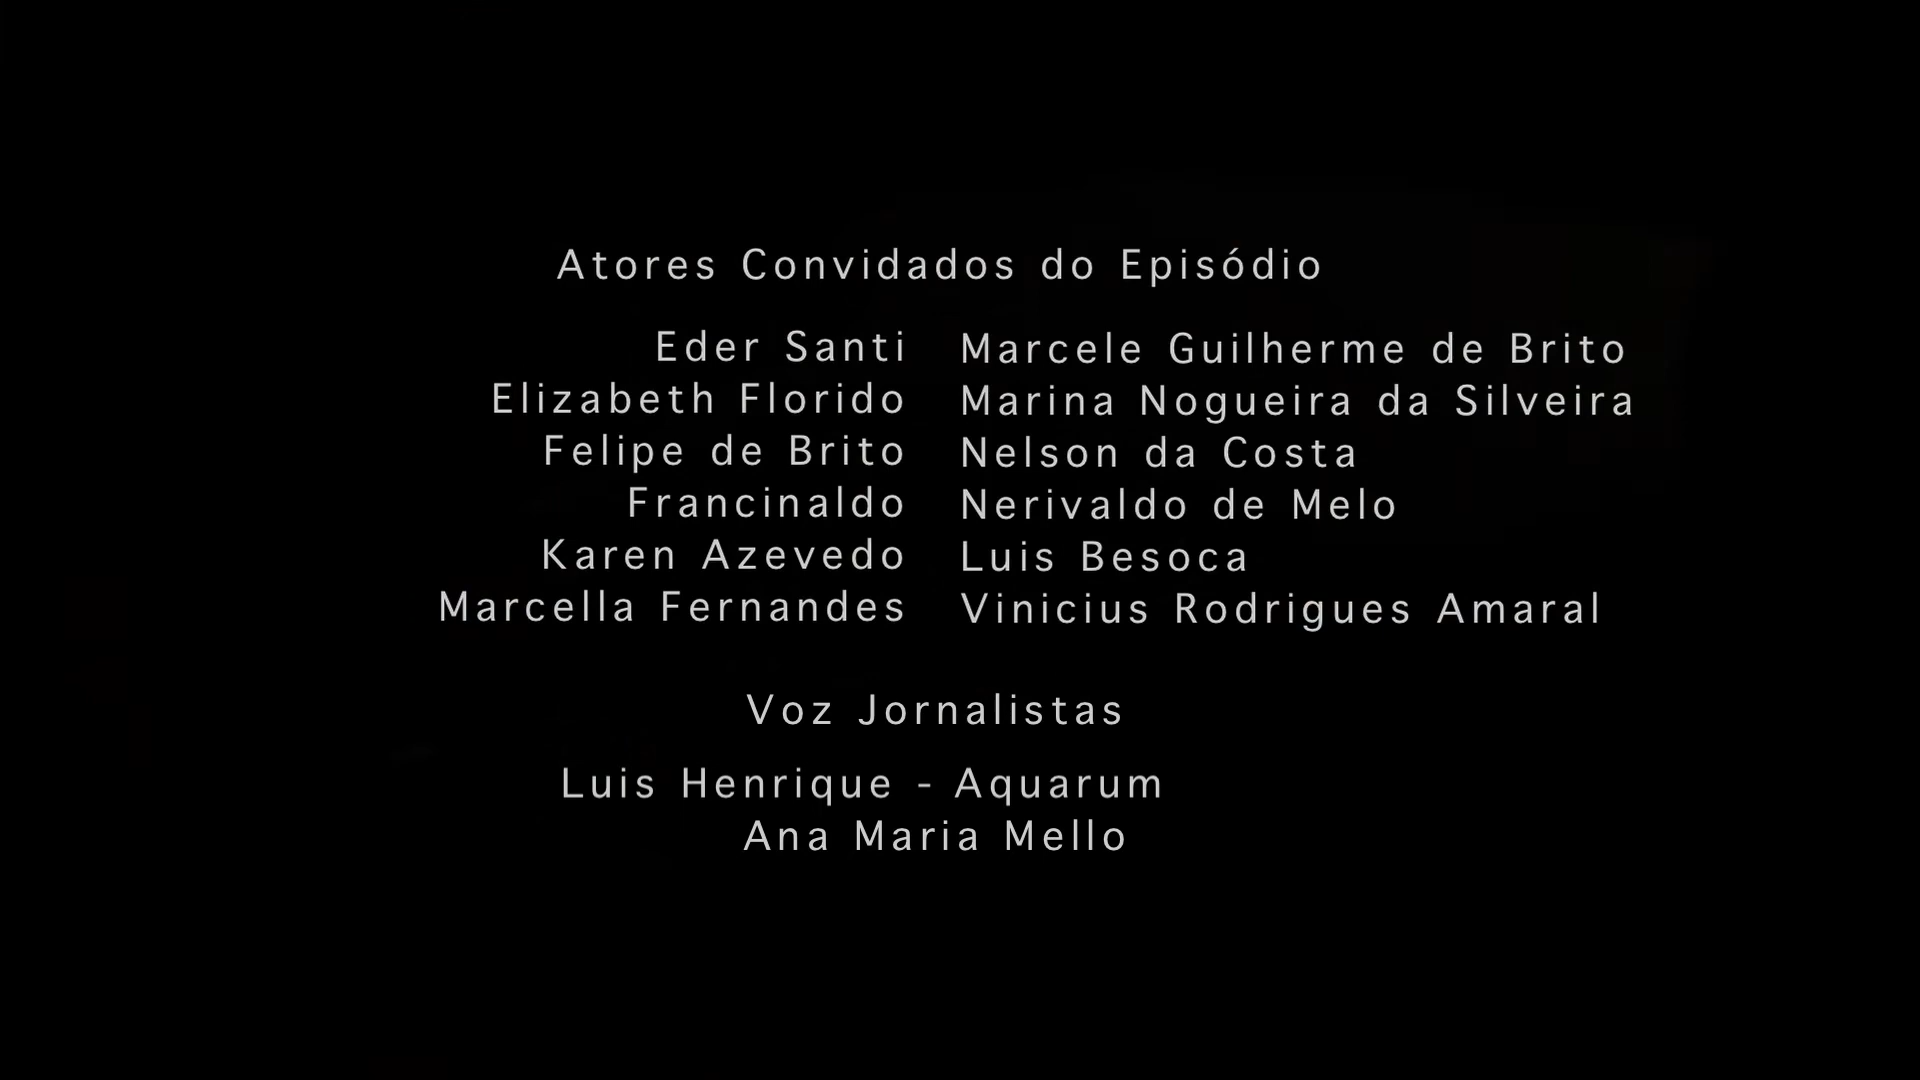 Atores Convidados do Episódio
Eder Santi
Elizabeth Florido
Felipe de Brito
Francinaldo
Karen Azevedo
Marcella Fernandes
Marcele Guilherme de Brito
Marina Nogueira da Silveira
Nelson da Costa
Nerivaldo de Melo
Luis Besoca
Vinicius Rodrigues Amaral
Voz Jornalistas
Luis Henrique - Aquarum
Ana Maria Mello